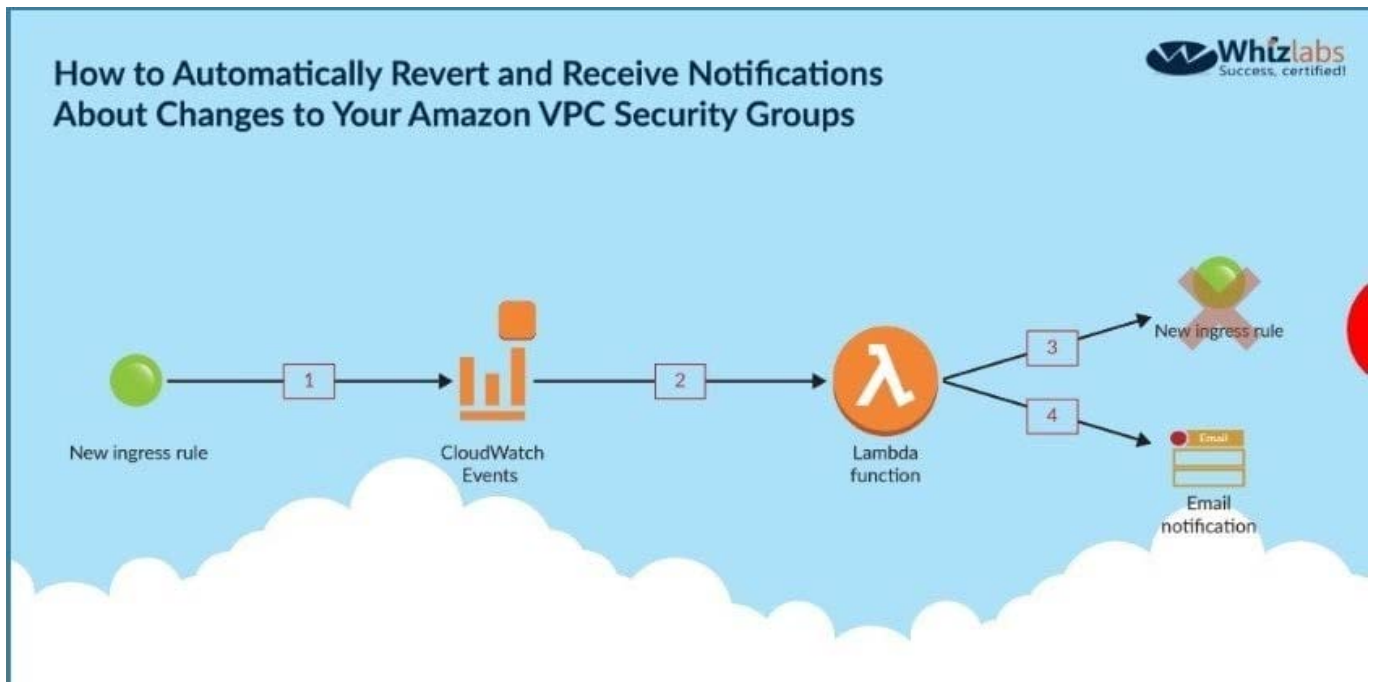 How to Automatically Revert and Receive Notifications
About Changes to Your Amazon VPC Security Groups
Whizlabs
Success, certified!
New ingress rule
1
CloudWatch
Events
2
λ
Lambda
function
3
New ingress rule
4
Email
Email
notification